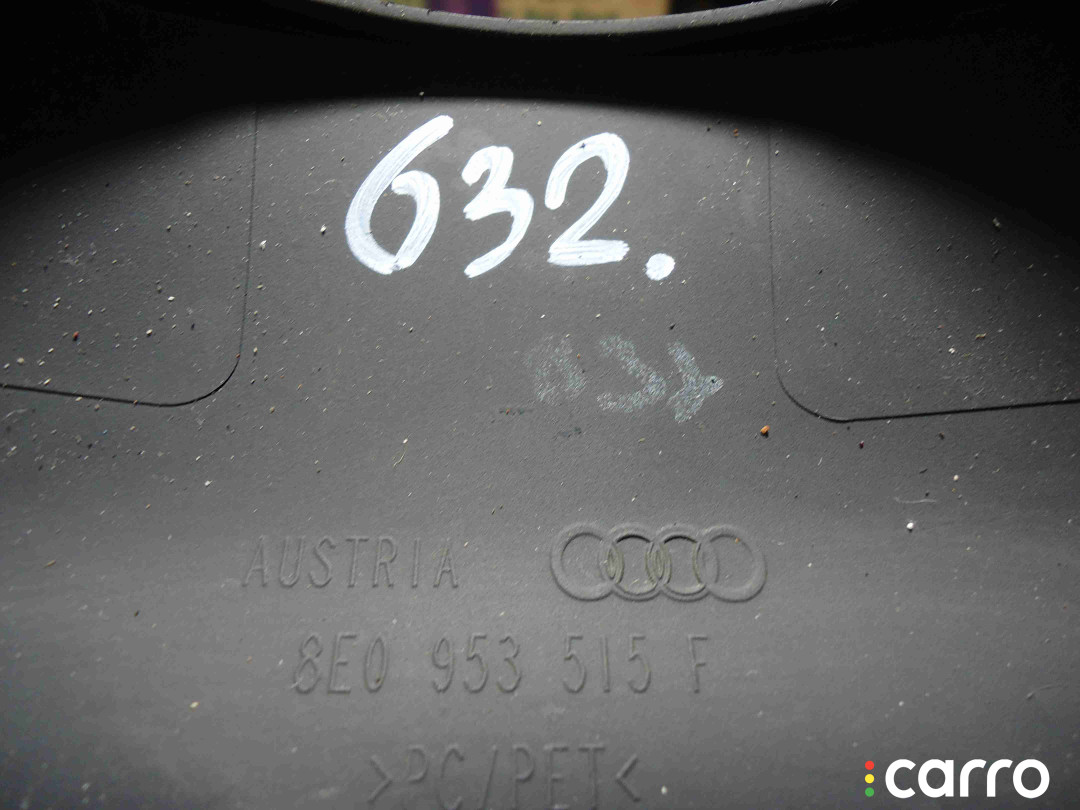 632.
AUSTRIA
8E0 953 515 F
>PC/PET<
carro